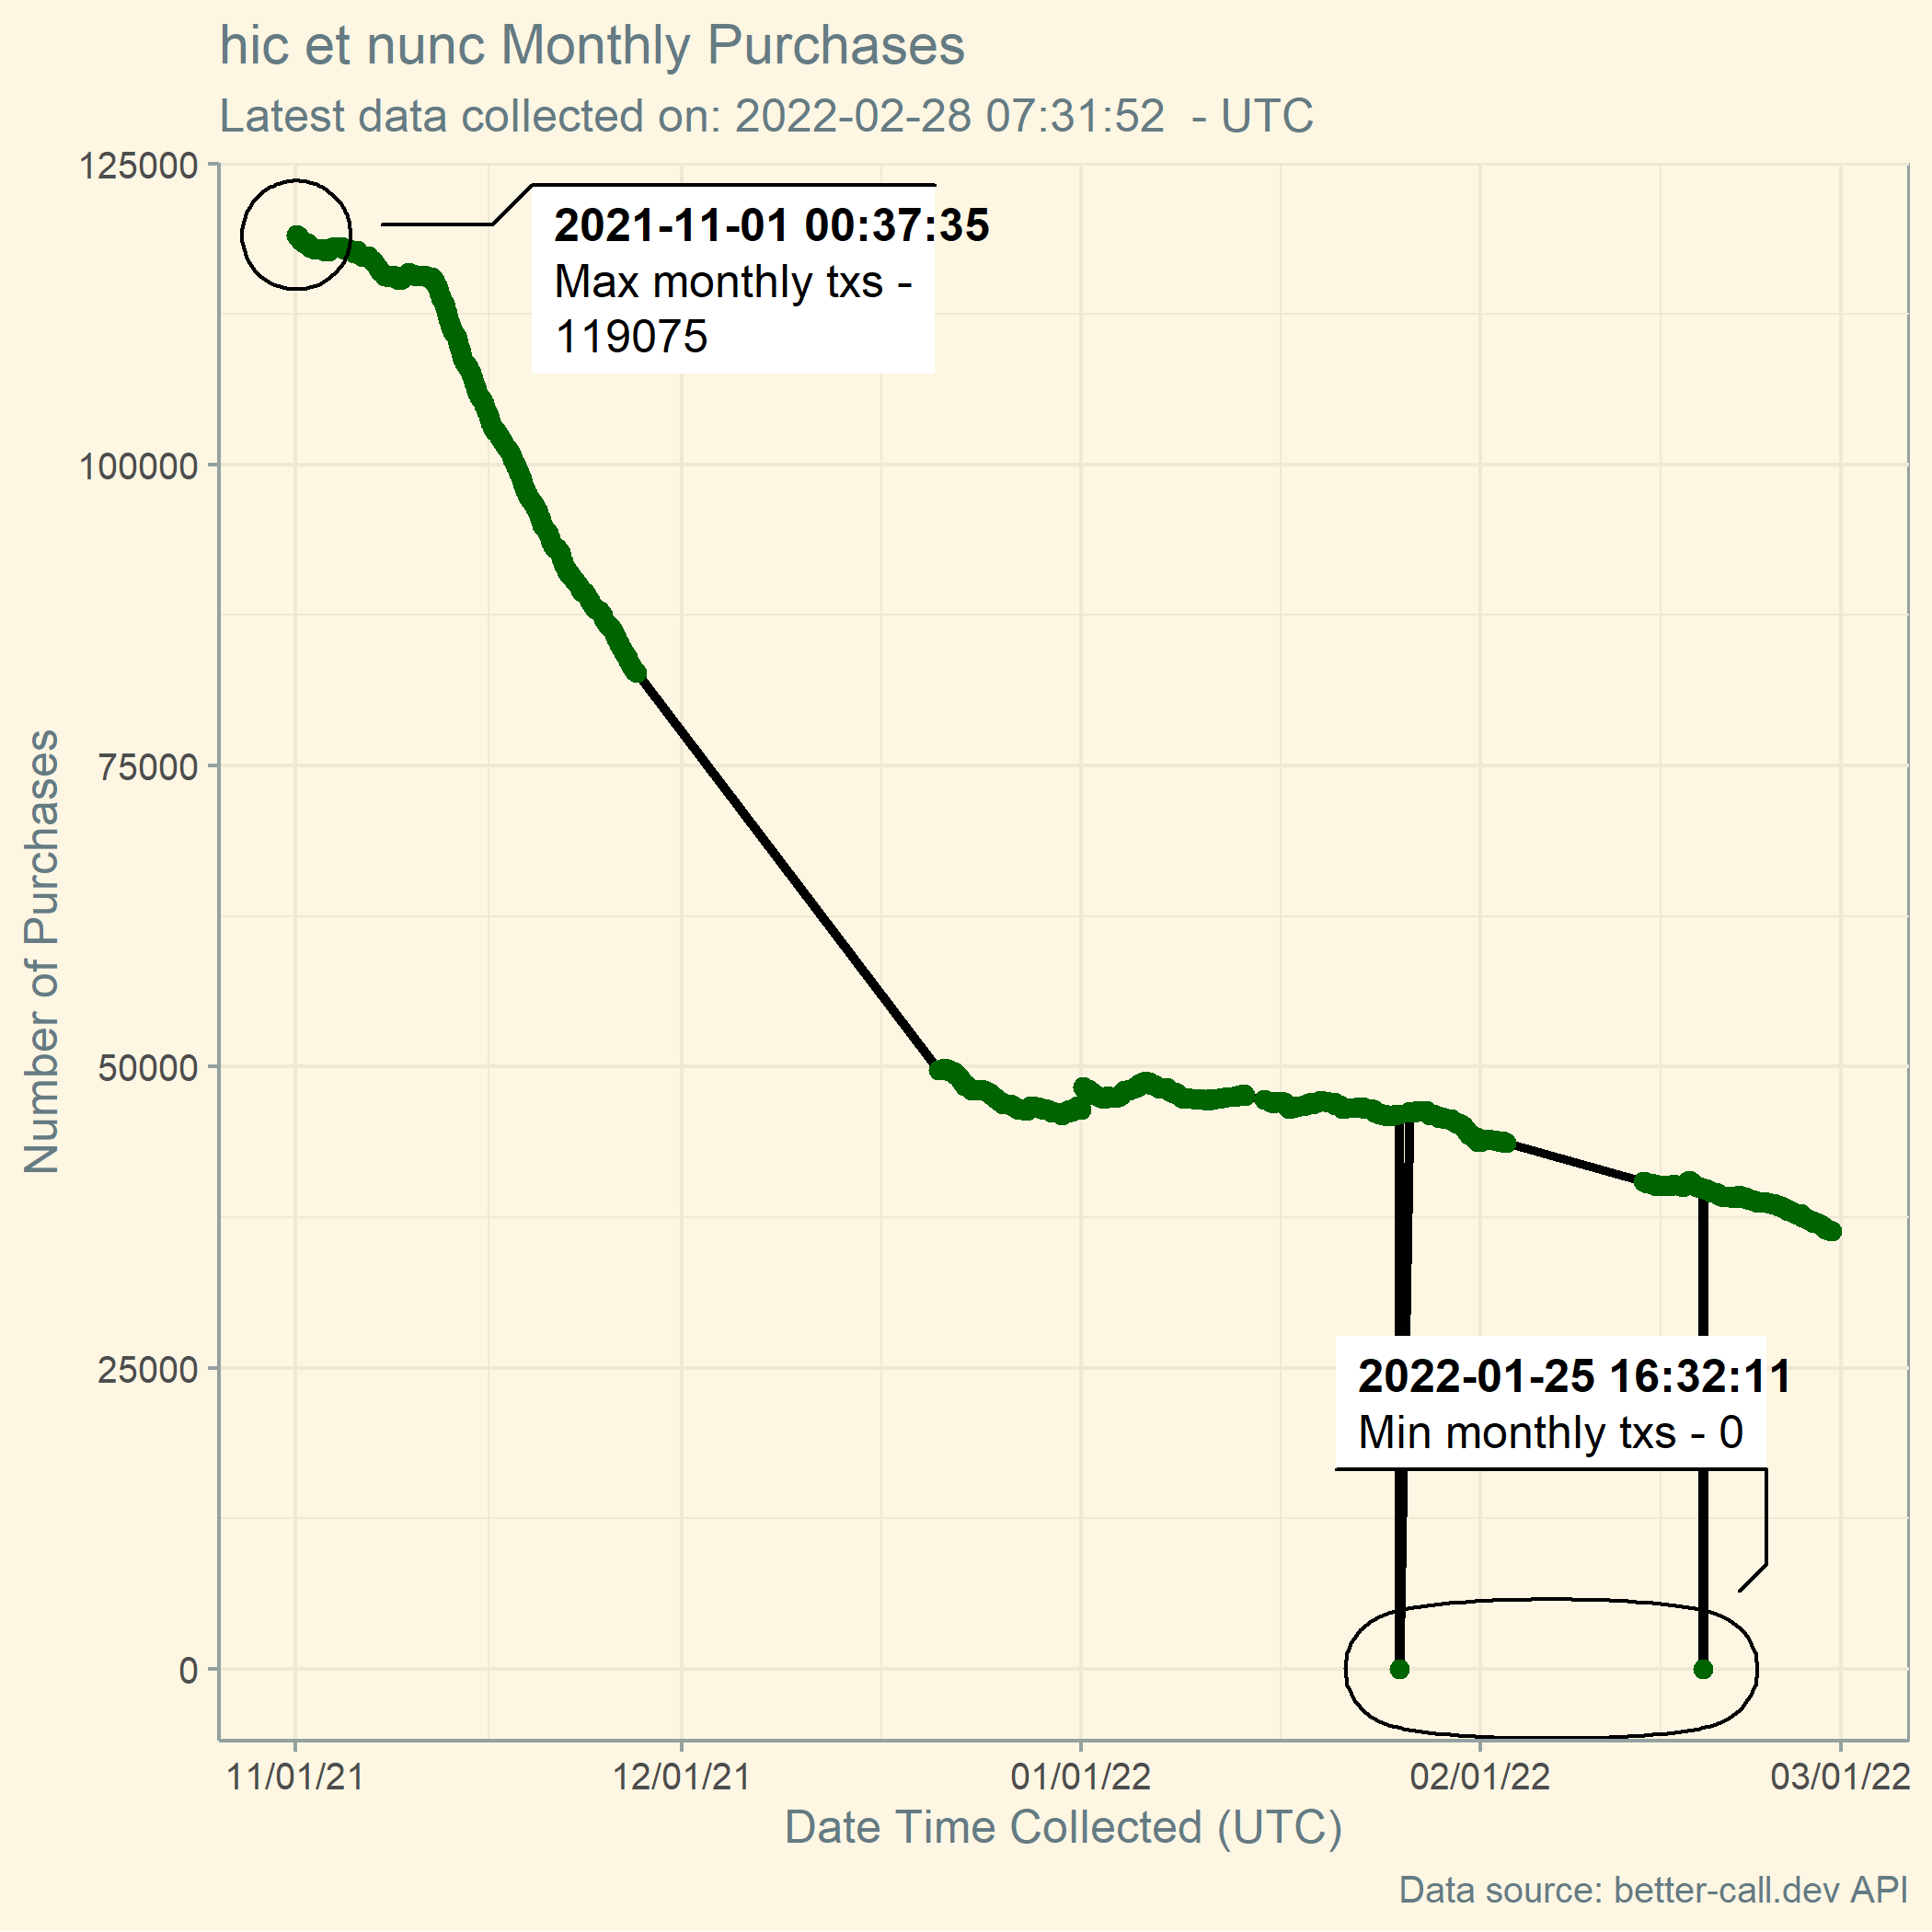 hic et nunc Monthly Purchases
Latest data collected on: 2022-02-28 07:31:52  - UTC
125000
100000
75000
50000
25000
0
Number of Purchases
2021-11-01 00:37:35
Max monthly txs -
119075
2022-01-25 16:32:11
Min monthly txs - 0
11/01/21 12/01/21 01/01/22 02/01/22 03/01/22
Date Time Collected (UTC)
Data source: better-call.dev API